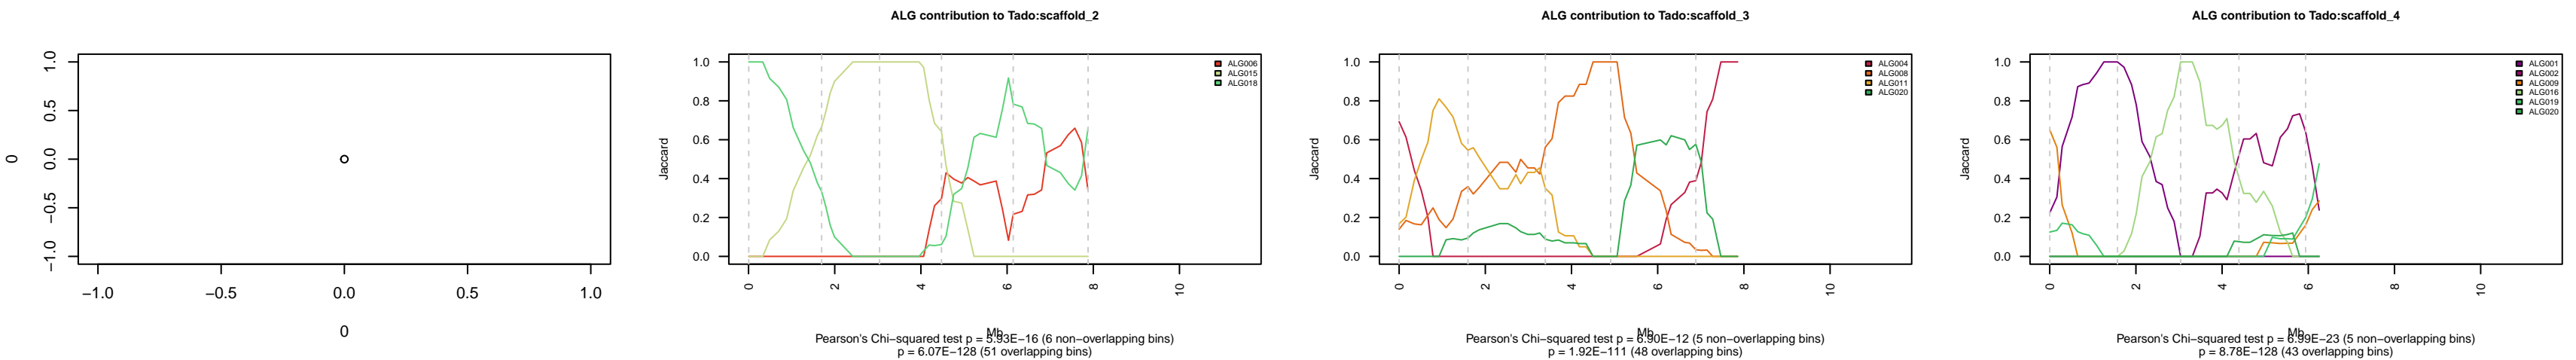 1.0
0.5
0.0
−0.5
−1.0
0
−1.0
−0.5
0.0
0.5
1.0
0
ALG contribution to Tado:scaffold_2
1.0
0.8
0.6
0.4
0.2
0.0
Jaccard
ALG006
ALG015
ALG018
0
2
4
6
8
10
Mb
Pearson's Chi−squared test p = 5.93E−16 (6 non−overlapping bins)
p = 6.07E−128 (51 overlapping bins)
ALG contribution to Tado:scaffold_3
1.0
0.8
0.6
0.4
0.2
0.0
Jaccard
ALG004
ALG008
ALG011
ALG020
0
2
4
6
8
10
Mb
Pearson's Chi−squared test p = 6.90E−12 (5 non−overlapping bins)
p = 1.92E−111 (48 overlapping bins)
ALG contribution to Tado:scaffold_4
1.0
0.8
0.6
0.4
0.2
0.0
Jaccard
ALG001
ALG002
ALG009
ALG016
ALG019
ALG020
0
2
4
6
8
10
Mb
Pearson's Chi−squared test p = 6.99E−23 (5 non−overlapping bins)
p = 8.78E−128 (43 overlapping bins)